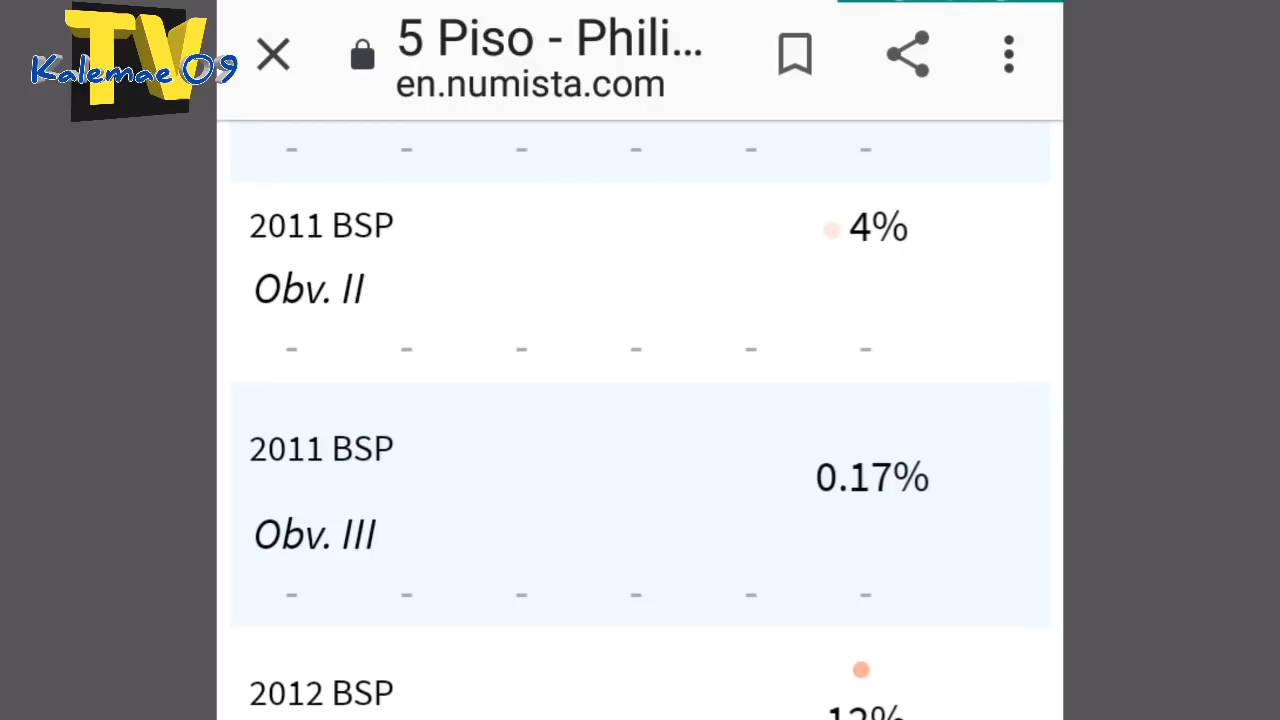 TV
Kalemae 09
5 Piso - Phili...
en.numista.com
- - - - - -
2011 BSP 4%
Obv. II
- - - - - -
2011 BSP 0.17%
Obv. III
- - - - - -
2012 BSP 12%